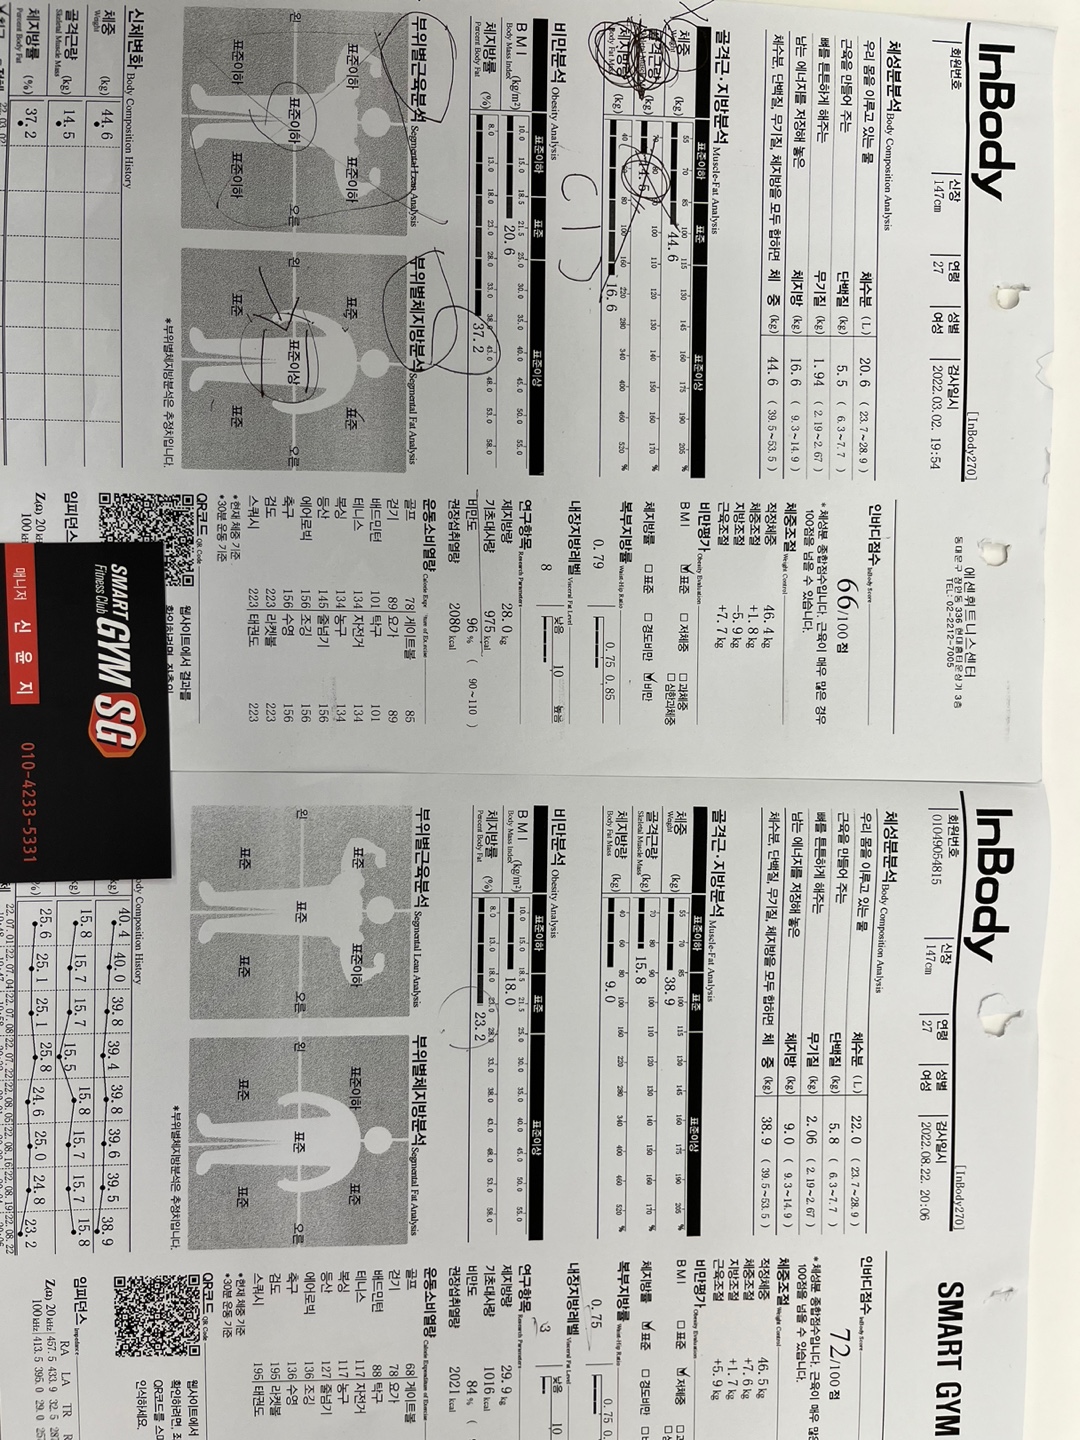 InBody
[InBody270]
회원번호
신장
147cm
연령
27
성별
여성
검사일시
2022.03.02. 19:54
에센휘트니스센터
동대문구 장안동 336 현대홈타운상가 3층
TEL: 02-2212-7005
체성분분석 Body Composition Analysis
우리 몸을 이루고 있는 물 체수분 (L) 20.6 ( 23.7~28.9 )
근육을 만들어 주는 단백질 (kg) 5.5 ( 6.3~7.7 )
뼈를 튼튼하게 해주는 무기질 (kg) 1.94 ( 2.19~2.67 )
남는 에너지를 저장해 놓은 체지방 (kg) 16.6 ( 9.3~14.9 )
체수분, 단백질, 무기질, 체지방을 모두 합하면 체 중 (kg) 44.6 ( 39.5~53.5 )
골격근·지방분석 Muscle-Fat Analysis
표준이하 표준 표준이상
체중 (kg) 55 70 85 100 115 130 145 160 175 190 205 %
Weight
44.6
골격근량 (kg) 70 80 90 100 110 120 130 140 150 160 170 %
14.5
체지방량 (kg) 40 60 80 100 160 220 280 340 400 460 520 %
Body Fat Mass
16.6
비만분석 Obesity Analysis
표준이하 표준 표준이상
BMI (kg/m²) 10.0 15.0 18.5 21.5 25.0 30.0 35.0 40.0 45.0 50.0 55.0
Body Mass Index
20.6
체지방률 (%) 8.0 13.0 18.0 23.0 28.0 33.0 38.0 43.0 48.0 53.0 58.0
Percent Body Fat
37.2
부위별근육분석 Segmental Lean Analysis
표준이하 표준이하
왼 표준이하 오른
표준이하 표준이하
부위별체지방분석 Segmental Fat Analysis
표준 표준
표준이상 오른
표준 표준
*부위별체지방분석은 추정치입니다.
신체변화 Body Composition History
체중 (kg) 44.6
Weight
골격근량 (kg) 14.5
Skeletal Muscle Mass
체지방률 (%) 37.2
Percent Body Fat
인바디점수 InBody Score
66/100 점
*체성분 종합점수입니다. 근육이 매우 많은 경우
100점을 넘을 수 있습니다.
체중조절 Weight Control
적정체중 46.4 kg
체중조절 +1.8 kg
지방조절 -5.9 kg
근육조절 +7.7 kg
비만평가 Obesity Evaluation
BMI ☑표준 □저체중 □과체중
□심한과체중
체지방률 □표준 □경도비만 ☑비만
복부지방률 Waist-Hip Ratio
0.79 0.75 0.85
내장지방레벨 Visceral Fat Level
8 낮음 10 높음
연구항목 Research Parameters
제지방량 28.0 kg
기초대사량 975 kcal
비만도 96 % ( 90~110 )
권장섭취열량 2080 kcal
운동소비열량
골프 78 게이트볼 85
걷기 89 요가 89
배드민턴 101 탁구 101
테니스 134 자전거 134
복싱 134 농구 134
등산 145 줄넘기 156
에어로빅 156 조깅 156
축구 156 수영 156
검도 223 라켓볼 223
스쿼시 223 태권도 223
*현재 체중 기준
*30분 운동 기준
QR코드 QR Code
웹사이트에서 결과를
임피던스
Z(Ω) 20 kHz
100 kHz
SMART GYM SG
Fitness Club
매니저 신 윤 지
010-4233-5331
InBody
[InBody270]
회원번호
01049054815
신장
147cm
연령
27
성별
여성
검사일시
2022.08.22. 20:06
SMART GYM
체성분분석 Body Composition Analysis
우리 몸을 이루고 있는 물 체수분 (L) 22.0 ( 23.7~28.9 )
근육을 만들어 주는 단백질 (kg) 5.8 ( 6.3~7.7 )
뼈를 튼튼하게 해주는 무기질 (kg) 2.06 ( 2.19~2.67 )
남는 에너지를 저장해 놓은 체지방 (kg) 9.0 ( 9.3~14.9 )
체수분, 단백질, 무기질, 체지방을 모두 합하면 체 중 (kg) 38.9 ( 39.5~53.5 )
골격근·지방분석 Muscle-Fat Analysis
표준이하 표준 표준이상
체중 (kg) 55 70 85 100 115 130 145 160 175 190 205 %
Weight
38.9
골격근량 (kg) 70 80 90 100 110 120 130 140 150 160 170 %
Skeletal Muscle Mass
15.8
체지방량 (kg) 40 60 80 100 160 220 280 340 400 460 520 %
Body Fat Mass
9.0
비만분석 Obesity Analysis
표준이하 표준 표준이상
BMI (kg/m²) 10.0 15.0 18.5 21.5 25.0 30.0 35.0 40.0 45.0 50.0 55.0
Body Mass Index
18.0
체지방률 (%) 8.0 13.0 18.0 23.0 28.0 33.0 38.0 43.0 48.0 53.0 58.0
Percent Body Fat
23.2
부위별근육분석 Segmental Lean Analysis
표준 표준이하
왼 표준 오른
표준 표준
부위별체지방분석 Segmental Fat Analysis
표준이하 표준
표준 오른
표준 표준
*부위별체지방분석은 추정치입니다.
Body Composition History
40.4 40.0 39.8 39.4 39.8 39.6 39.5 38.9
15.8 15.7 15.7 15.5 15.8 15.7 15.7 15.8
25.6 25.1 25.1 25.8 24.6 25.0 24.8 23.2
22.07.01 22.07.04 22.07.08 22.07.22 22.08.04 22.08.16 22.08.19 22.08.22
인바디점수 InBody Score
72/100 점
*체성분 종합점수입니다. 근육이 매우
100점을 넘을 수 있습니다.
체중조절 Weight Control
적정체중 46.5 kg
체중조절 +7.6 kg
지방조절 +1.7 kg
근육조절 +5.9 kg
비만평가 Obesity Evaluation
BMI □표준 ☑저체중
체지방률 ☑표준 □경도비만
복부지방률 Waist-Hip Ratio
0.75 0.75
내장지방레벨 Visceral Fat Level
3 낮음 10
연구항목 Research Parameters
제지방량 29.9 kg
기초대사량 1016 kcal
비만도 84 % (
권장섭취열량 2021 kcal
운동소비열량 Calorie Expenditure of Exercise
골프 68 게이트볼
걷기 78 요가
배드민턴 88 탁구
테니스 117 자전거
복싱 117 농구
등산 127 줄넘기
에어로빅 136 조깅
축구 136 수영
검도 195 라켓볼
스쿼시 195 태권도
*현재 체중 기준
*30분 운동 기준
QR코드 QR Code
웹사이트에서
확인하려면,
QR코드를
인식하세요.
임피던스 Impedance
RA LA TR
Z(Ω) 20 kHz 457.5 433.9 32.5
100 kHz 413.5 395.0 29.0